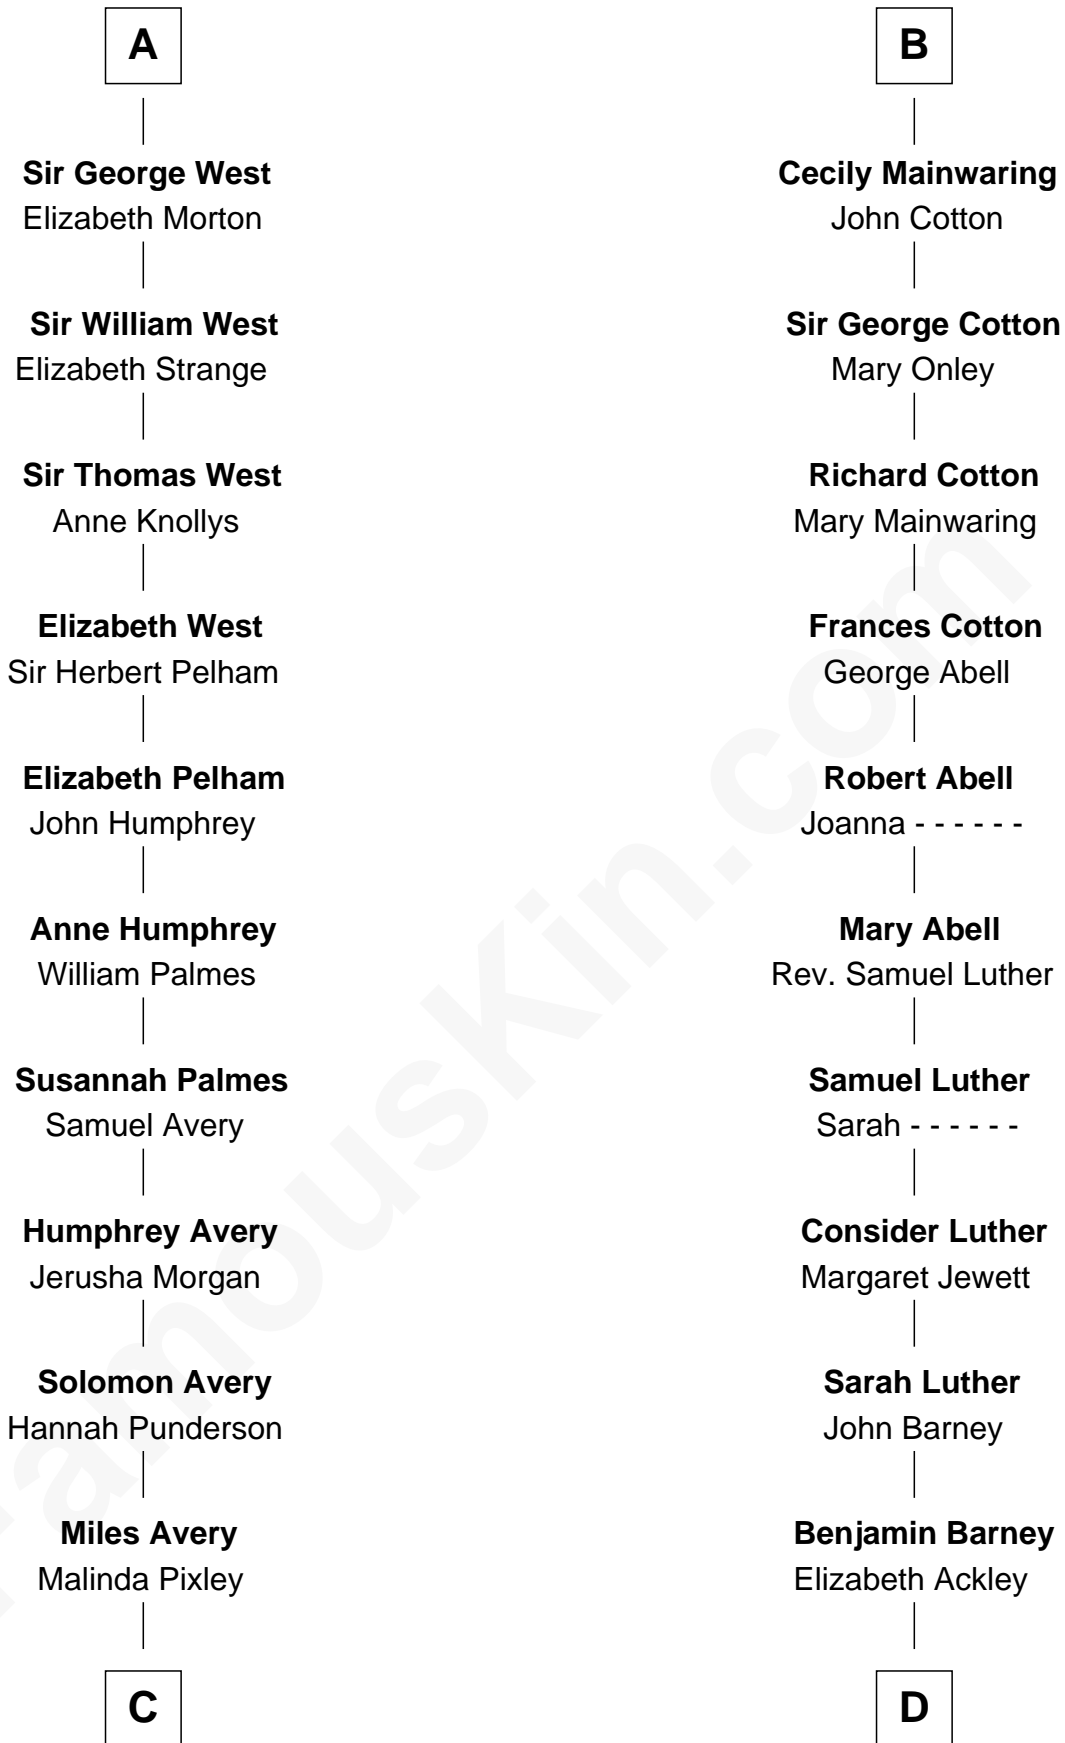 A
Sir George West
Elizabeth Morton
Sir William West
Elizabeth Strange
Sir Thomas West
Anne Knollys
Elizabeth West
Sir Herbert Pelham
Elizabeth Pelham
John Humphrey
Anne Humphrey
William Palmes
Susannah Palmes
Samuel Avery
Humphrey Avery
Jerusha Morgan
Solomon Avery
Hannah Punderson
Miles Avery
Malinda Pixley
C
B
Cecily Mainwaring
John Cotton
Sir George Cotton
Mary Onley
Richard Cotton
Mary Mainwaring
Frances Cotton
George Abell
Robert Abell
Joanna - - - - - -
Mary Abell
Rev. Samuel Luther
Samuel Luther
Sarah - - - - - -
Consider Luther
Margaret Jewett
Sarah Luther
John Barney
Benjamin Barney
Elizabeth Ackley
D
FamousKin.com